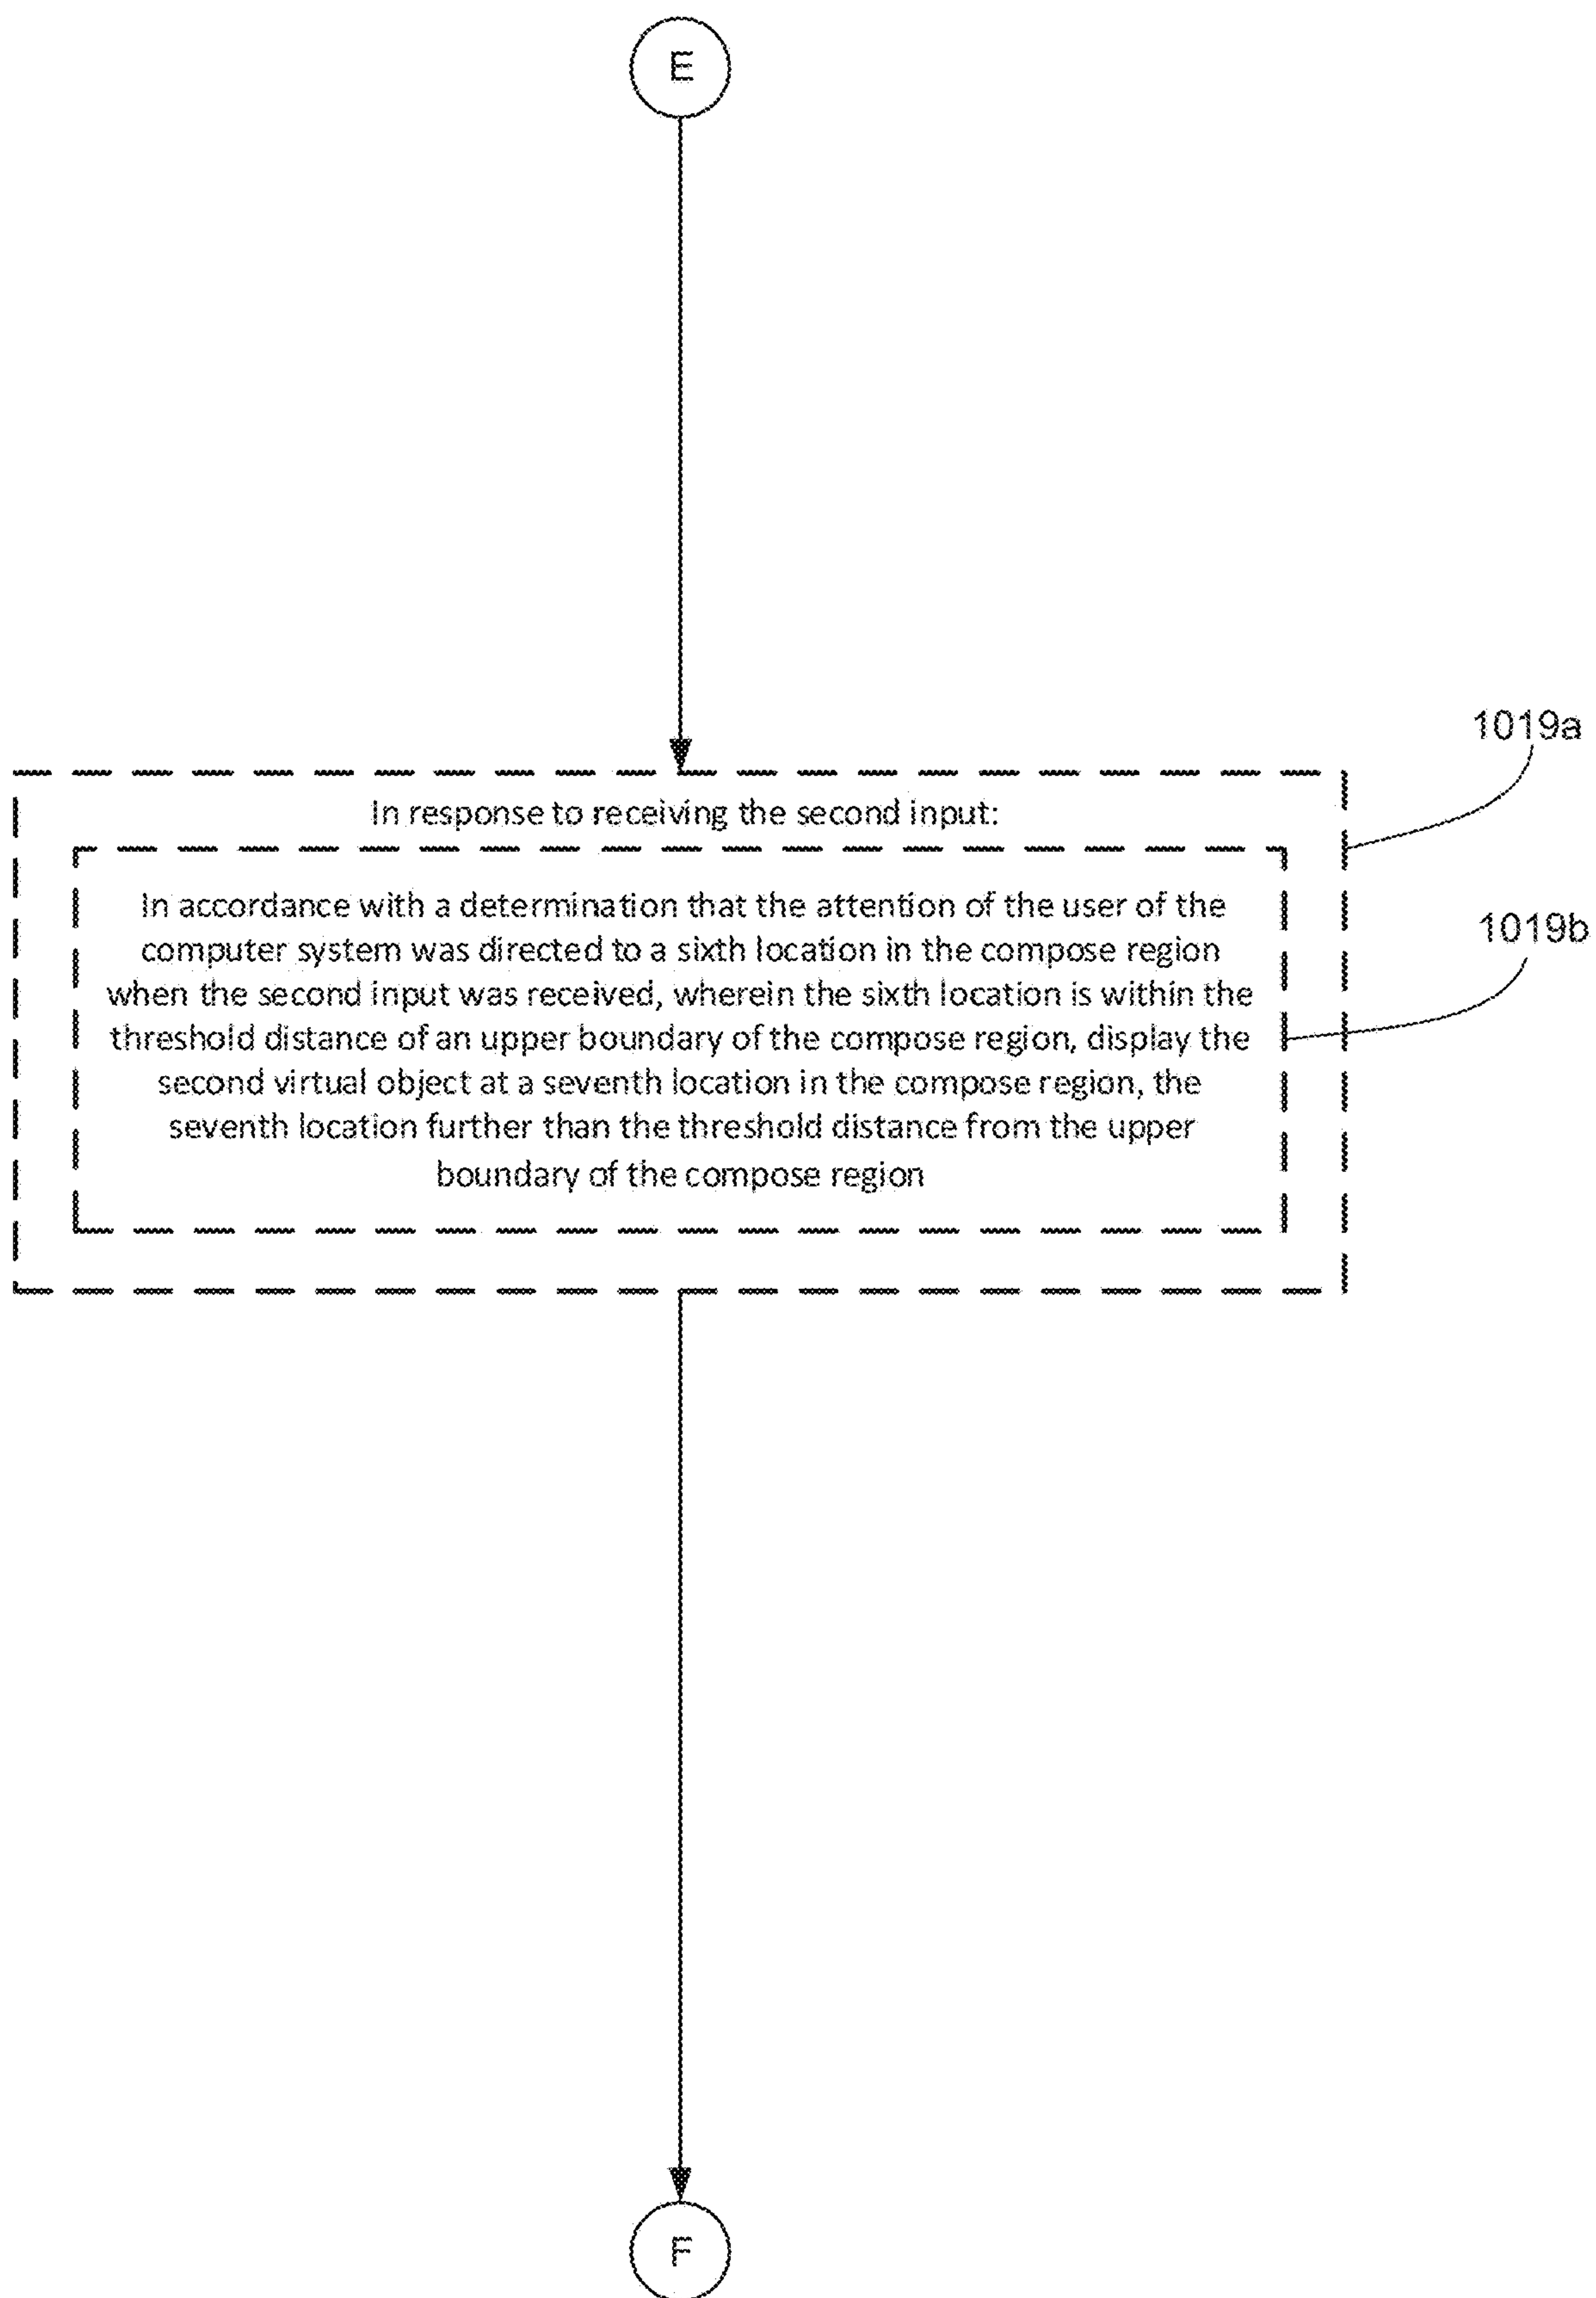 E
1019a
In response to receiving the second input:
1019b
In accordance with a determination that the attention of the user of the
computer system was directed to a sixth location in the compose region
when the second input was received, wherein the sixth location is within the
threshold distance of an upper boundary of the compose region, display the
second virtual object at a seventh location in the compose region, the
seventh location further than the threshold distance from the upper
boundary of the compose region
F